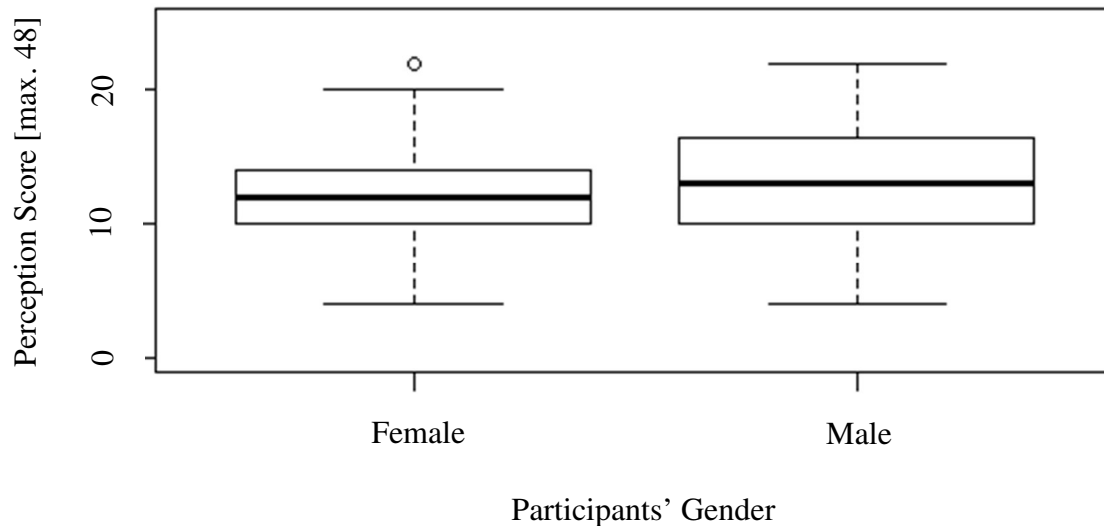 Perception Score [max. 48]
20
10
0
Female
Male
Participants’ Gender